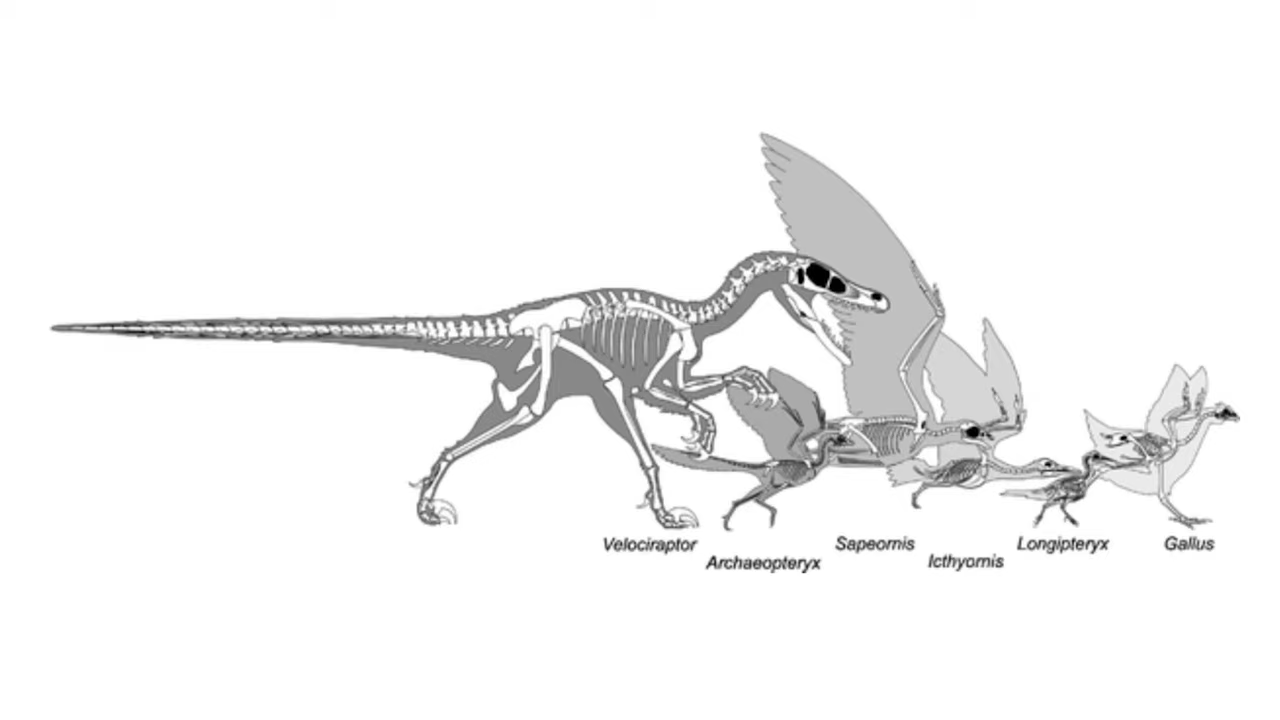 Velociraptor
Archaeopteryx
Sapeornis
Icthyornis
Longipteryx
Gallus